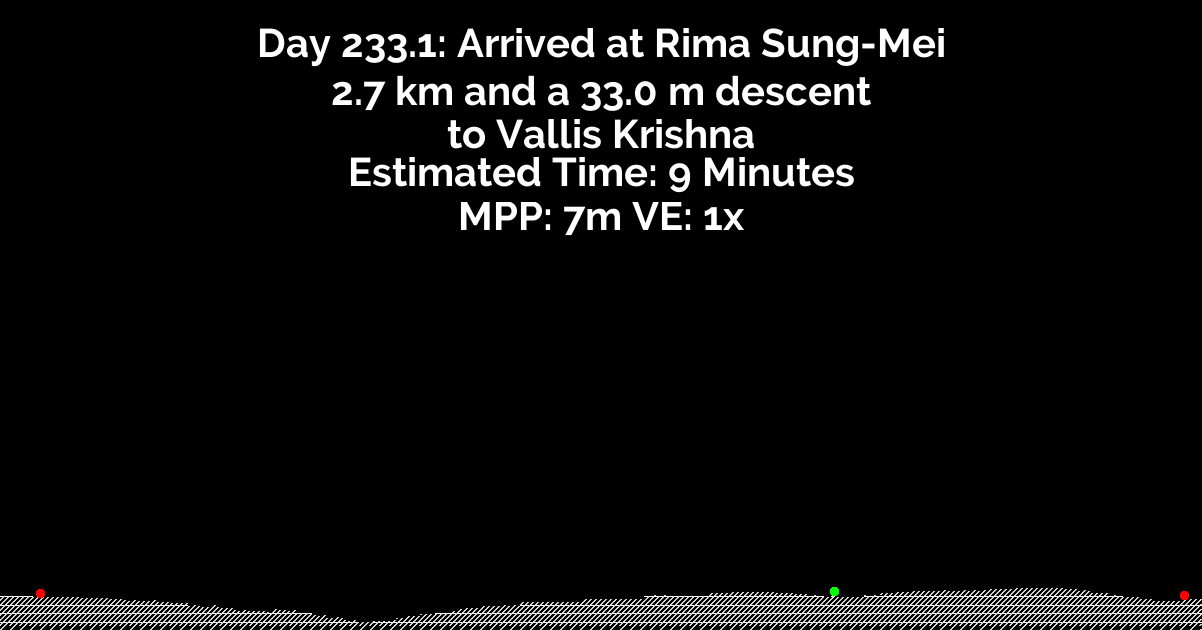 Day 233.1: Arrived at Rima Sung-Mei
2.7 km and a 33.0 m descent
to Vallis Krishna
Estimated Time: 9 Minutes
MPP: 7m VE: 1x